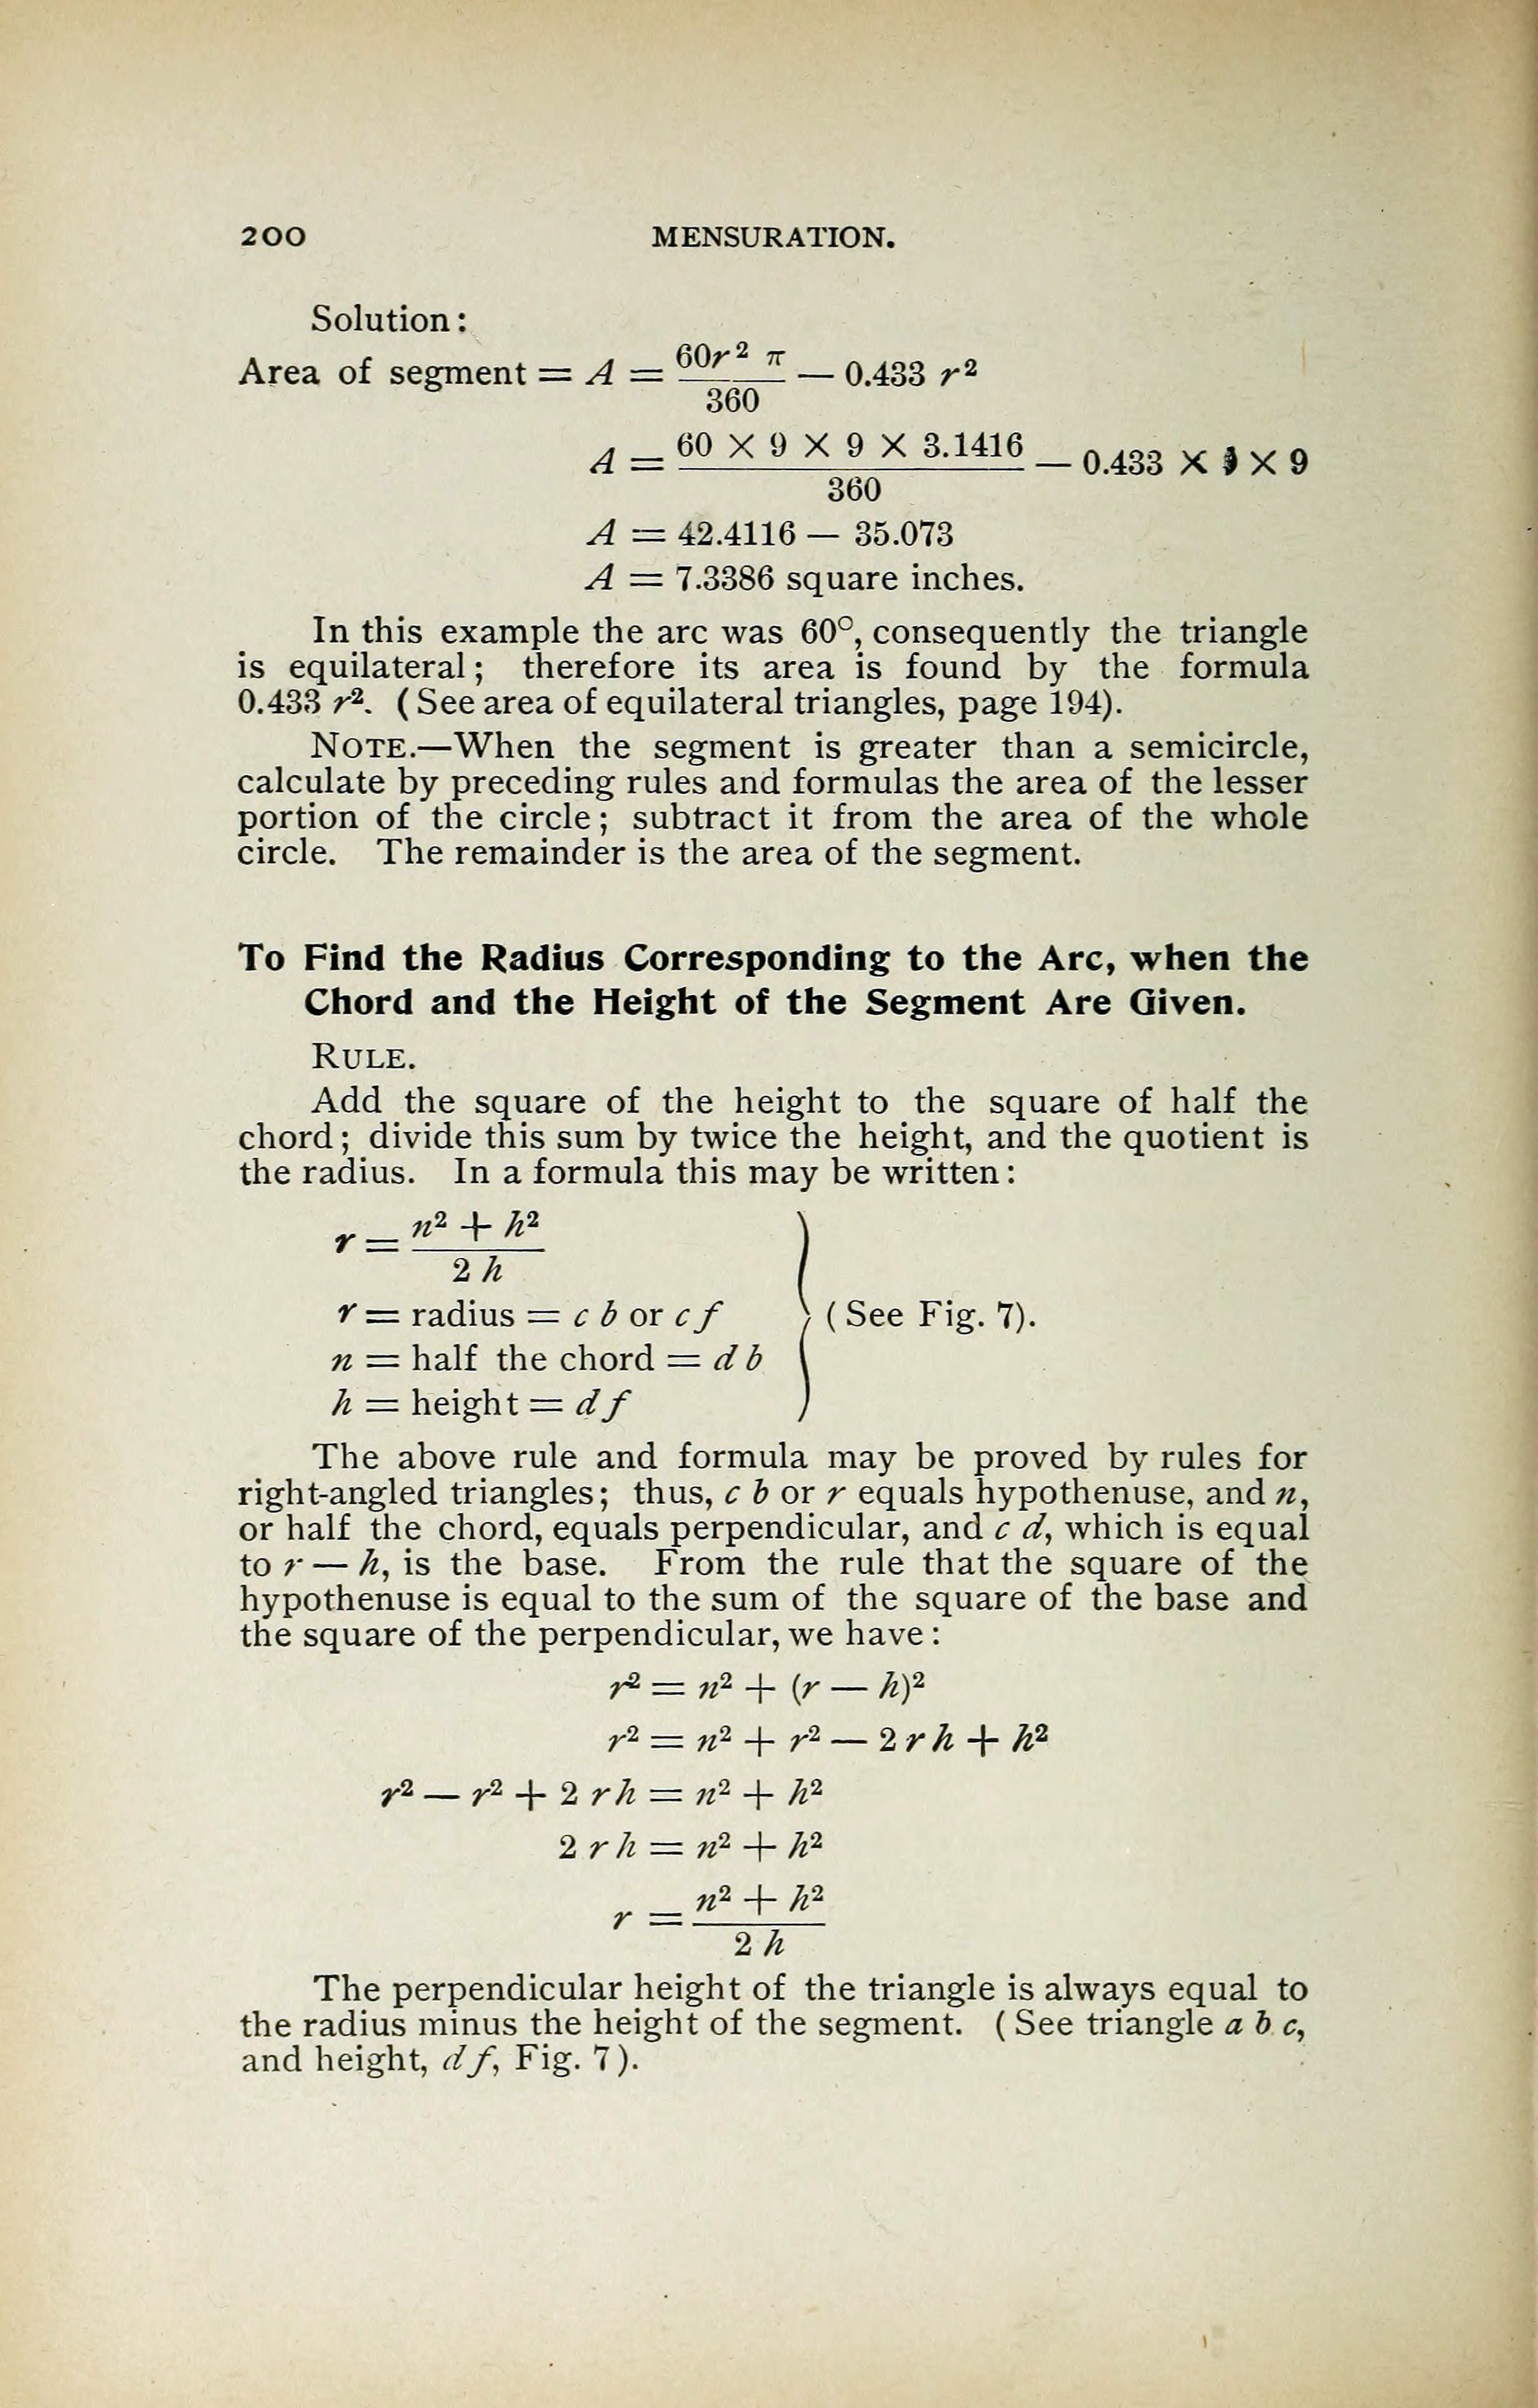 200 MENSURATION.
Solution:
Area of segment = A = 60r² π / 360 — 0.433 r²
A = 60 × 9 × 9 × 3.1416 / 360 — 0.433 × 9 × 9
A = 42.4116 — 35.073
A = 7.3386 square inches.
In this example the arc was 60°, consequently the triangle
is equilateral; therefore its area is found by the formula
0.433 r². (See area of equilateral triangles, page 194).
NOTE.—When the segment is greater than a semicircle,
calculate by preceding rules and formulas the area of the lesser
portion of the circle; subtract it from the area of the whole
circle. The remainder is the area of the segment.
To Find the Radius Corresponding to the Arc, when the
Chord and the Height of the Segment Are Given.
RULE.
Add the square of the height to the square of half the
chord; divide this sum by twice the height, and the quotient is
the radius. In a formula this may be written:
r = n² + h² / 2 h
r = radius = c b or c f (See Fig. 7).
n = half the chord = d b
h = height = d f
The above rule and formula may be proved by rules for
right-angled triangles; thus, c b or r equals hypothenuse, and n,
or half the chord, equals perpendicular, and c d, which is equal
to r — h, is the base. From the rule that the square of the
hypothenuse is equal to the sum of the square of the base and
the square of the perpendicular, we have:
r² = n² + (r — h)²
r² = n² + r² — 2 r h + h²
r² — r² + 2 r h = n² + h²
2 r h = n² + h²
r = n² + h² / 2 h
The perpendicular height of the triangle is always equal to
the radius minus the height of the segment. (See triangle a b c,
and height, d f, Fig. 7).